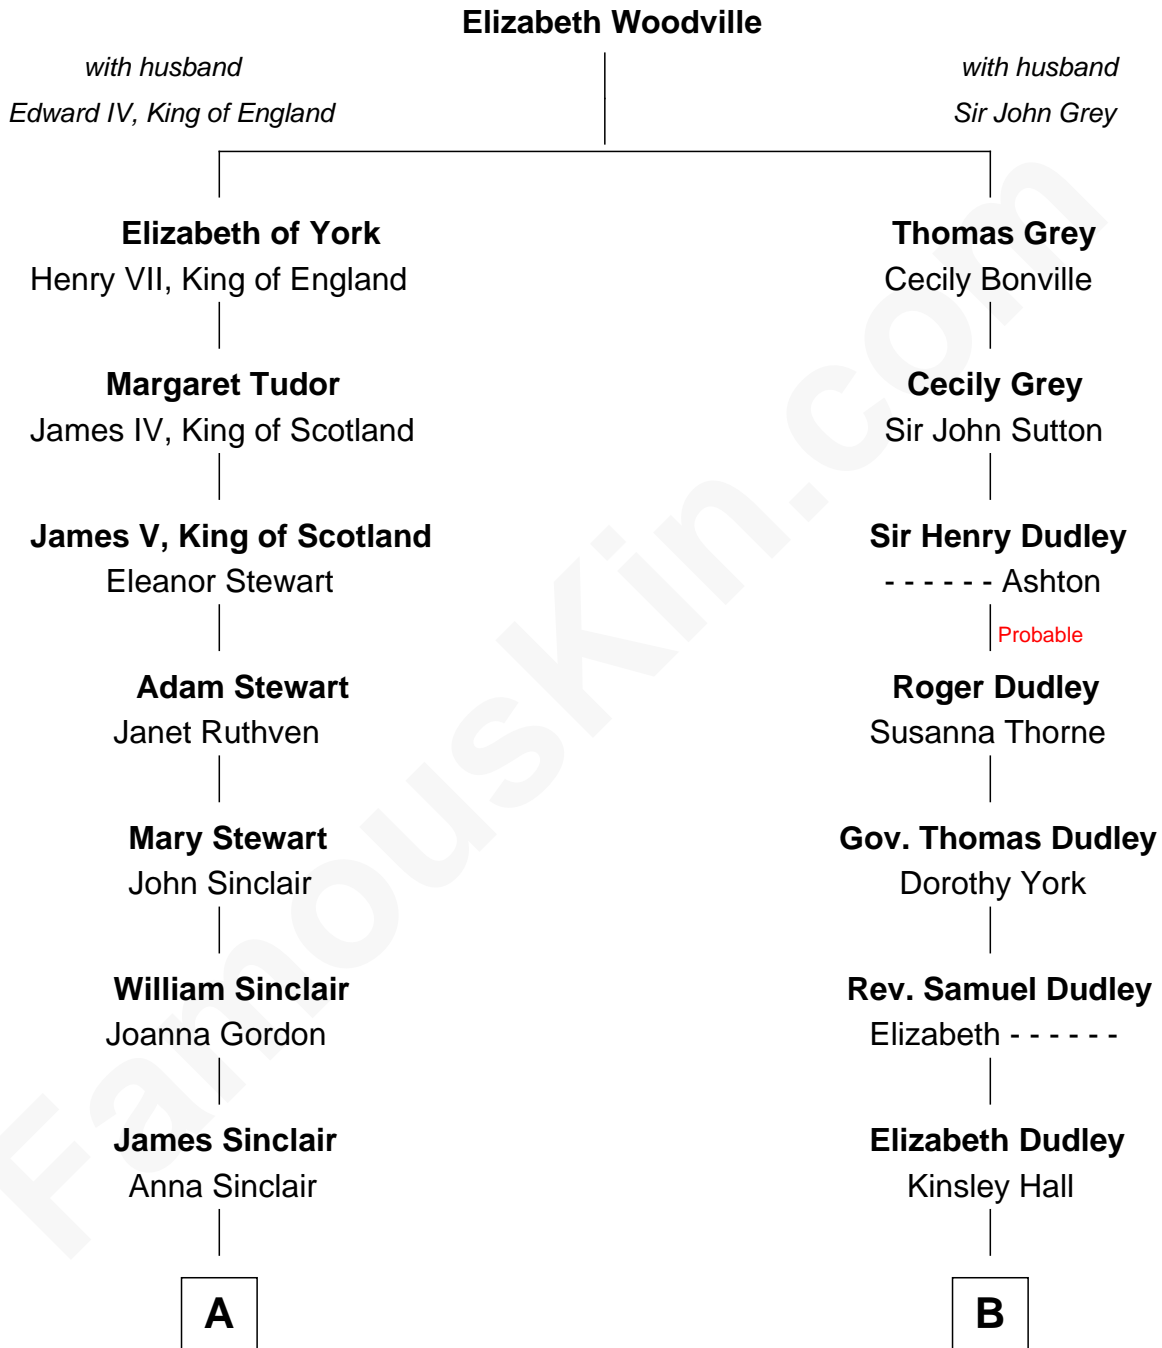 Elizabeth Woodville
with husband
Edward IV, King of England
with husband
Sir John Grey
Elizabeth of York
Henry VII, King of England
Thomas Grey
Cecily Bonville
Margaret Tudor
James IV, King of Scotland
Cecily Grey
Sir John Sutton
James V, King of Scotland
Eleanor Stewart
Sir Henry Dudley
- - - - - - Ashton
Probable
Adam Stewart
Janet Ruthven
Roger Dudley
Susanna Thorne
Mary Stewart
John Sinclair
Gov. Thomas Dudley
Dorothy York
William Sinclair
Joanna Gordon
Rev. Samuel Dudley
Elizabeth - - - - - -
James Sinclair
Anna Sinclair
Elizabeth Dudley
Kinsley Hall
A
B
FamousKin.com